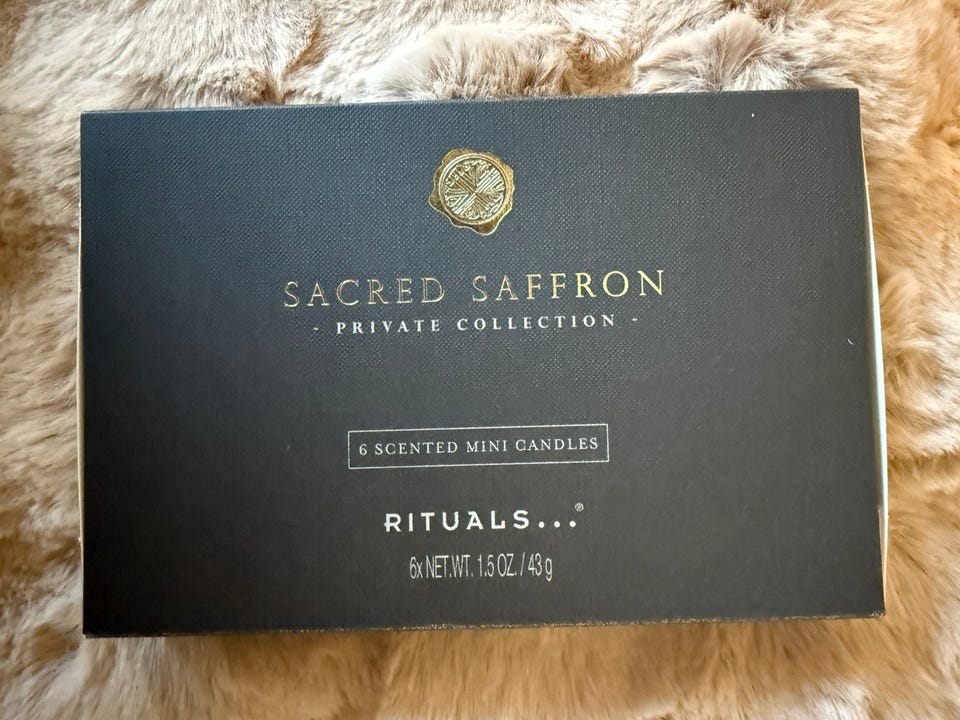 SACRED SAFFRON
- PRIVATE COLLECTION -
6 SCENTED MINI CANDLES
RITUALS...®
6x NET.WT. 1.5 OZ. / 43 g